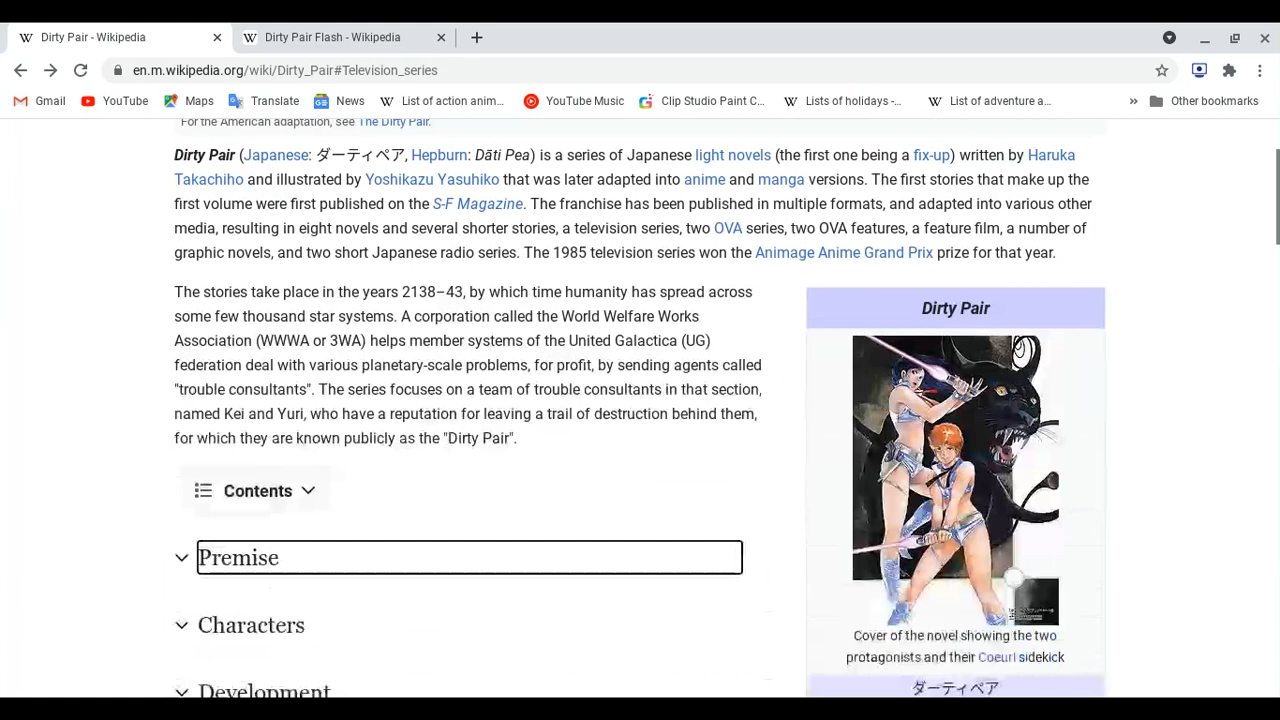 Dirty Pair - Wikipedia
Dirty Pair Flash - Wikipedia
en.m.wikipedia.org/wiki/Dirty_Pair#Television_series
Gmail
YouTube
Maps
Translate
News
List of action anim...
YouTube Music
Clip Studio Paint C...
Lists of holidays -...
List of adventure a...
»
Other bookmarks
For the American adaptation, see The Dirty Pair.
Dirty Pair (Japanese: ダーティペア, Hepburn: Dāti Pea) is a series of Japanese light novels (the first one being a fix-up) written by Haruka
Takachiho and illustrated by Yoshikazu Yasuhiko that was later adapted into anime and manga versions. The first stories that make up the
first volume were first published on the S-F Magazine. The franchise has been published in multiple formats, and adapted into various other
media, resulting in eight novels and several shorter stories, a television series, two OVA series, two OVA features, a feature film, a number of
graphic novels, and two short Japanese radio series. The 1985 television series won the Animage Anime Grand Prix prize for that year.
The stories take place in the years 2138–43, by which time humanity has spread across
some few thousand star systems. A corporation called the World Welfare Works
Association (WWWA or 3WA) helps member systems of the United Galactica (UG)
federation deal with various planetary-scale problems, for profit, by sending agents called
"trouble consultants". The series focuses on a team of trouble consultants in that section,
named Kei and Yuri, who have a reputation for leaving a trail of destruction behind them,
for which they are known publicly as the "Dirty Pair".
Contents
Premise
Characters
Development
Dirty Pair
Cover of the novel showing the two
protagonists and their Coeurl sidekick
ダーティペア